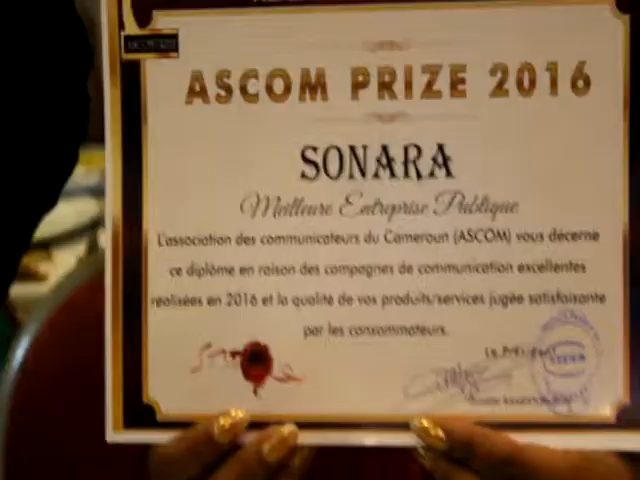 ASCOM PRIZE 2016
SONARA
Meilleure Entreprise Publique
L'association des communicateurs du Cameroun (ASCOM) vous décerne
ce diplôme en raison des campagnes de communication excellentes
réalisées en 2016 et la qualité de vos produits/services jugée satisfaisante
par les consommateurs.
Le Président